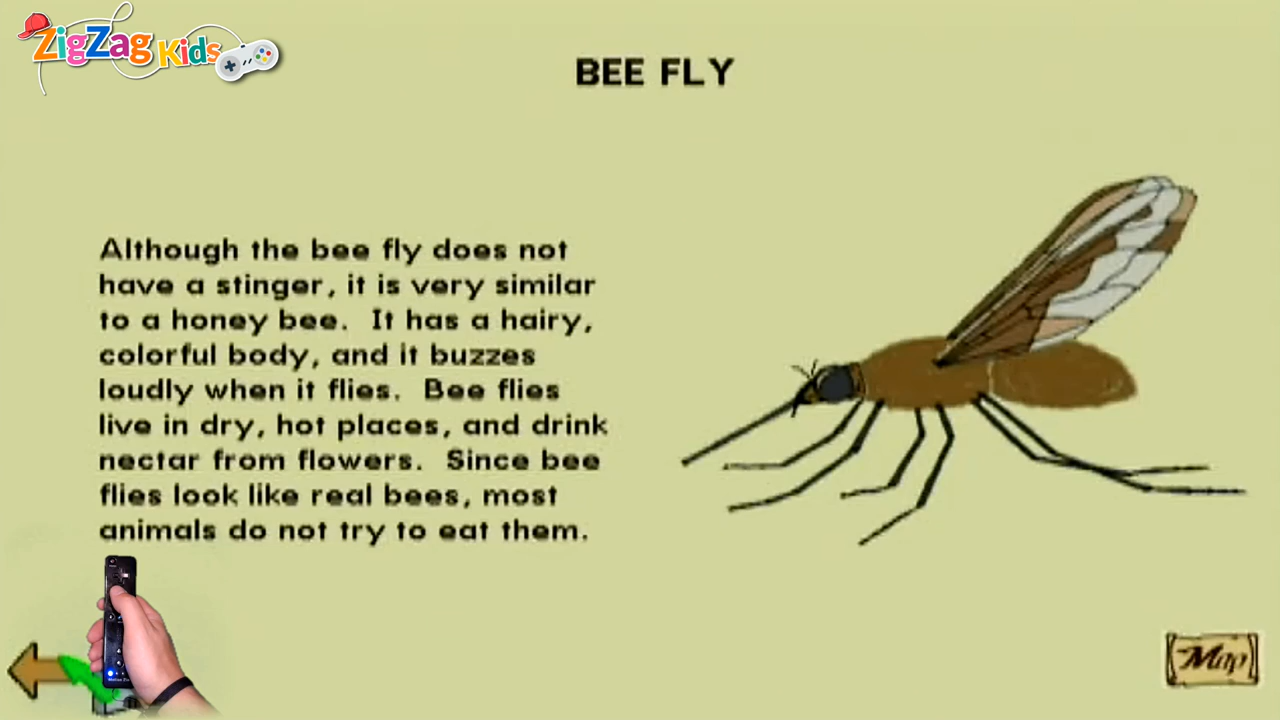 ZigZag Kids
BEE FLY
Although the bee fly does not
have a stinger, it is very similar
to a honey bee. It has a hairy,
colorful body, and it buzzes
loudly when it flies. Bee flies
live in dry, hot places, and drink
nectar from flowers. Since bee
flies look like real bees, most
animals do not try to eat them.
Map